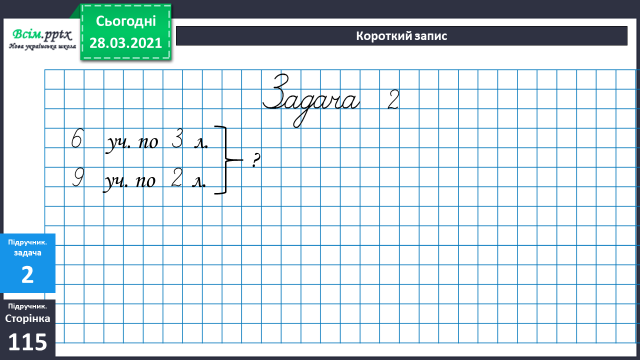 Всім.pptx
Нова українська школа
Сьогодні
28.03.2021
Короткий запис
Задача 2
6 уч. по 3 л.
9 уч. по 2 л.
?
Підручник.
задача
2
Підручник.
Сторінка
115